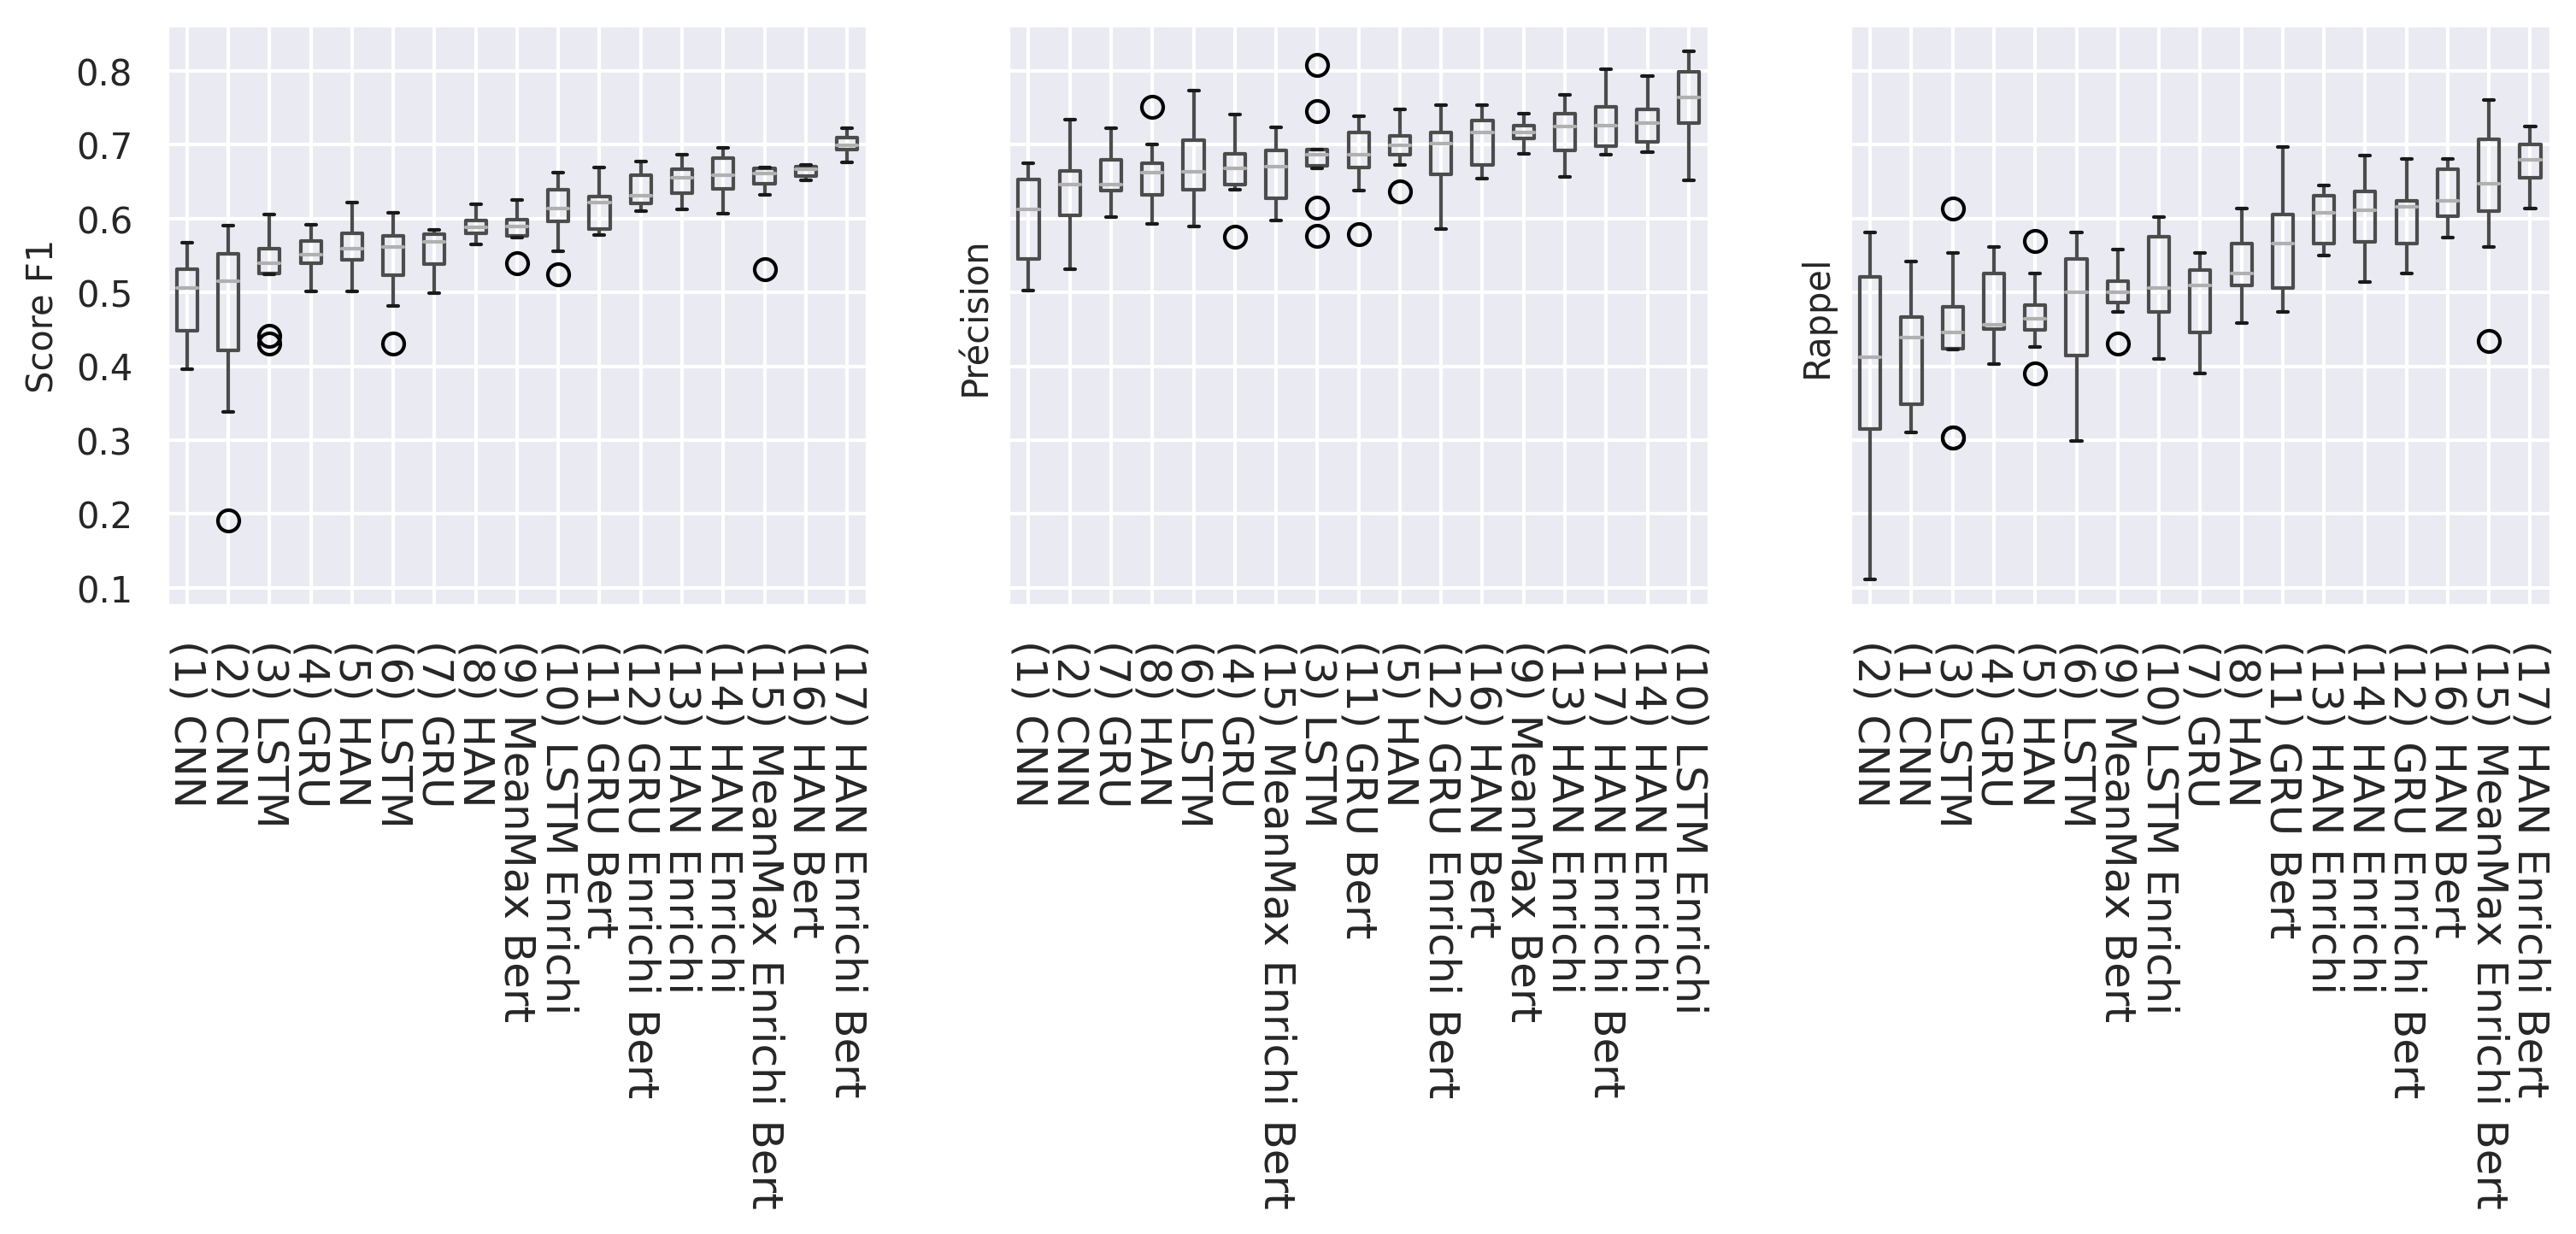 Score F1
0.8
0.7
0.6
0.5
0.4
0.3
0.2
0.1
(1) CNN
(2) CNN
(3) LSTM
(4) GRU
(5) HAN
(6) LSTM
(7) GRU
(8) HAN
(9) MeanMax Bert
(10) LSTM Enrichi
(11) GRU Bert
(12) GRU Enrichi Bert
(13) HAN Enrichi
(14) HAN Enrichi
(15) MeanMax Enrichi Bert
(16) HAN Bert
(17) HAN Enrichi Bert
Précision
(1) CNN
(2) CNN
(7) GRU
(8) HAN
(6) LSTM
(4) GRU
(15) MeanMax Enrichi Bert
(3) LSTM
(11) GRU Bert
(5) HAN
(12) GRU Enrichi Bert
(16) HAN Bert
(9) MeanMax Bert
(13) HAN Enrichi
(17) HAN Enrichi Bert
(14) HAN Enrichi
(10) LSTM Enrichi
Rappel
(2) CNN
(1) CNN
(3) LSTM
(4) GRU
(5) HAN
(6) LSTM
(9) MeanMax Bert
(10) LSTM Enrichi
(7) GRU
(8) HAN
(11) GRU Bert
(13) HAN Enrichi
(14) HAN Enrichi
(12) GRU Enrichi Bert
(16) HAN Bert
(15) MeanMax Enrichi Bert
(17) HAN Enrichi Bert